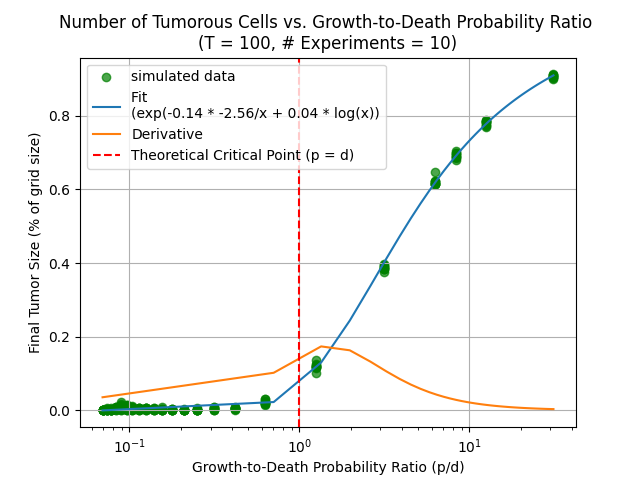 Number of Tumorous Cells vs. Growth-to-Death Probability Ratio
(T = 100, # Experiments = 10)
simulated data
Fit
(exp(-0.14 * -2.56/x + 0.04 * log(x))
Derivative
Theoretical Critical Point (p = d)
Final Tumor Size (% of grid size)
0.8
0.6
0.4
0.2
0.0
10⁻¹
10⁰
10¹
Growth-to-Death Probability Ratio (p/d)